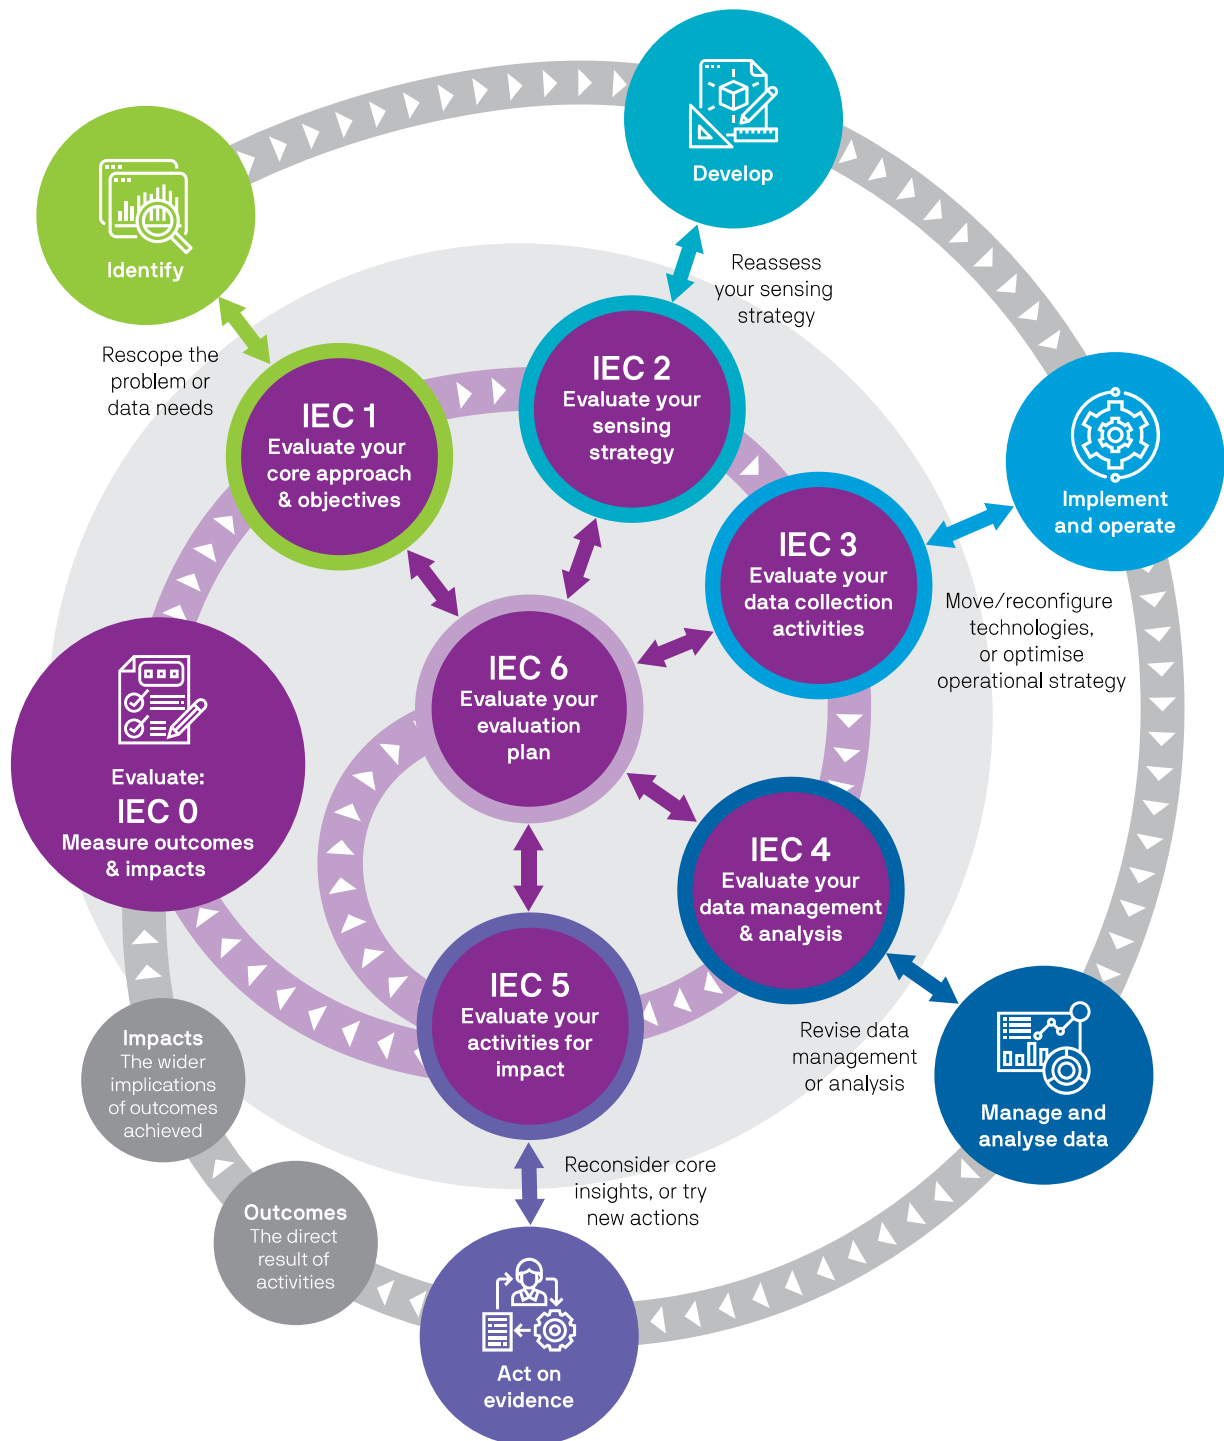 Develop
Identify
Reassess
your sensing
strategy
Rescope the
problem or
data needs
IEC 1
Evaluate your
core approach
& objectives
IEC 2
Evaluate your
sensing
strategy
Implement
and operate
IEC 3
Evaluate your
data collection
activities
Move/reconfigure
technologies,
or optimise
operational strategy
IEC 6
Evaluate your
evaluation
plan
Evaluate:
IEC 0
Measure outcomes
& impacts
IEC 4
Evaluate your
data management
& analysis
IEC 5
Evaluate your
activities for
impact
Revise data
management
or analysis
Manage and
analyse data
Impacts
The wider
implications
of outcomes
achieved
Reconsider core
insights, or try
new actions
Outcomes
The direct
result of
activities
Act on
evidence